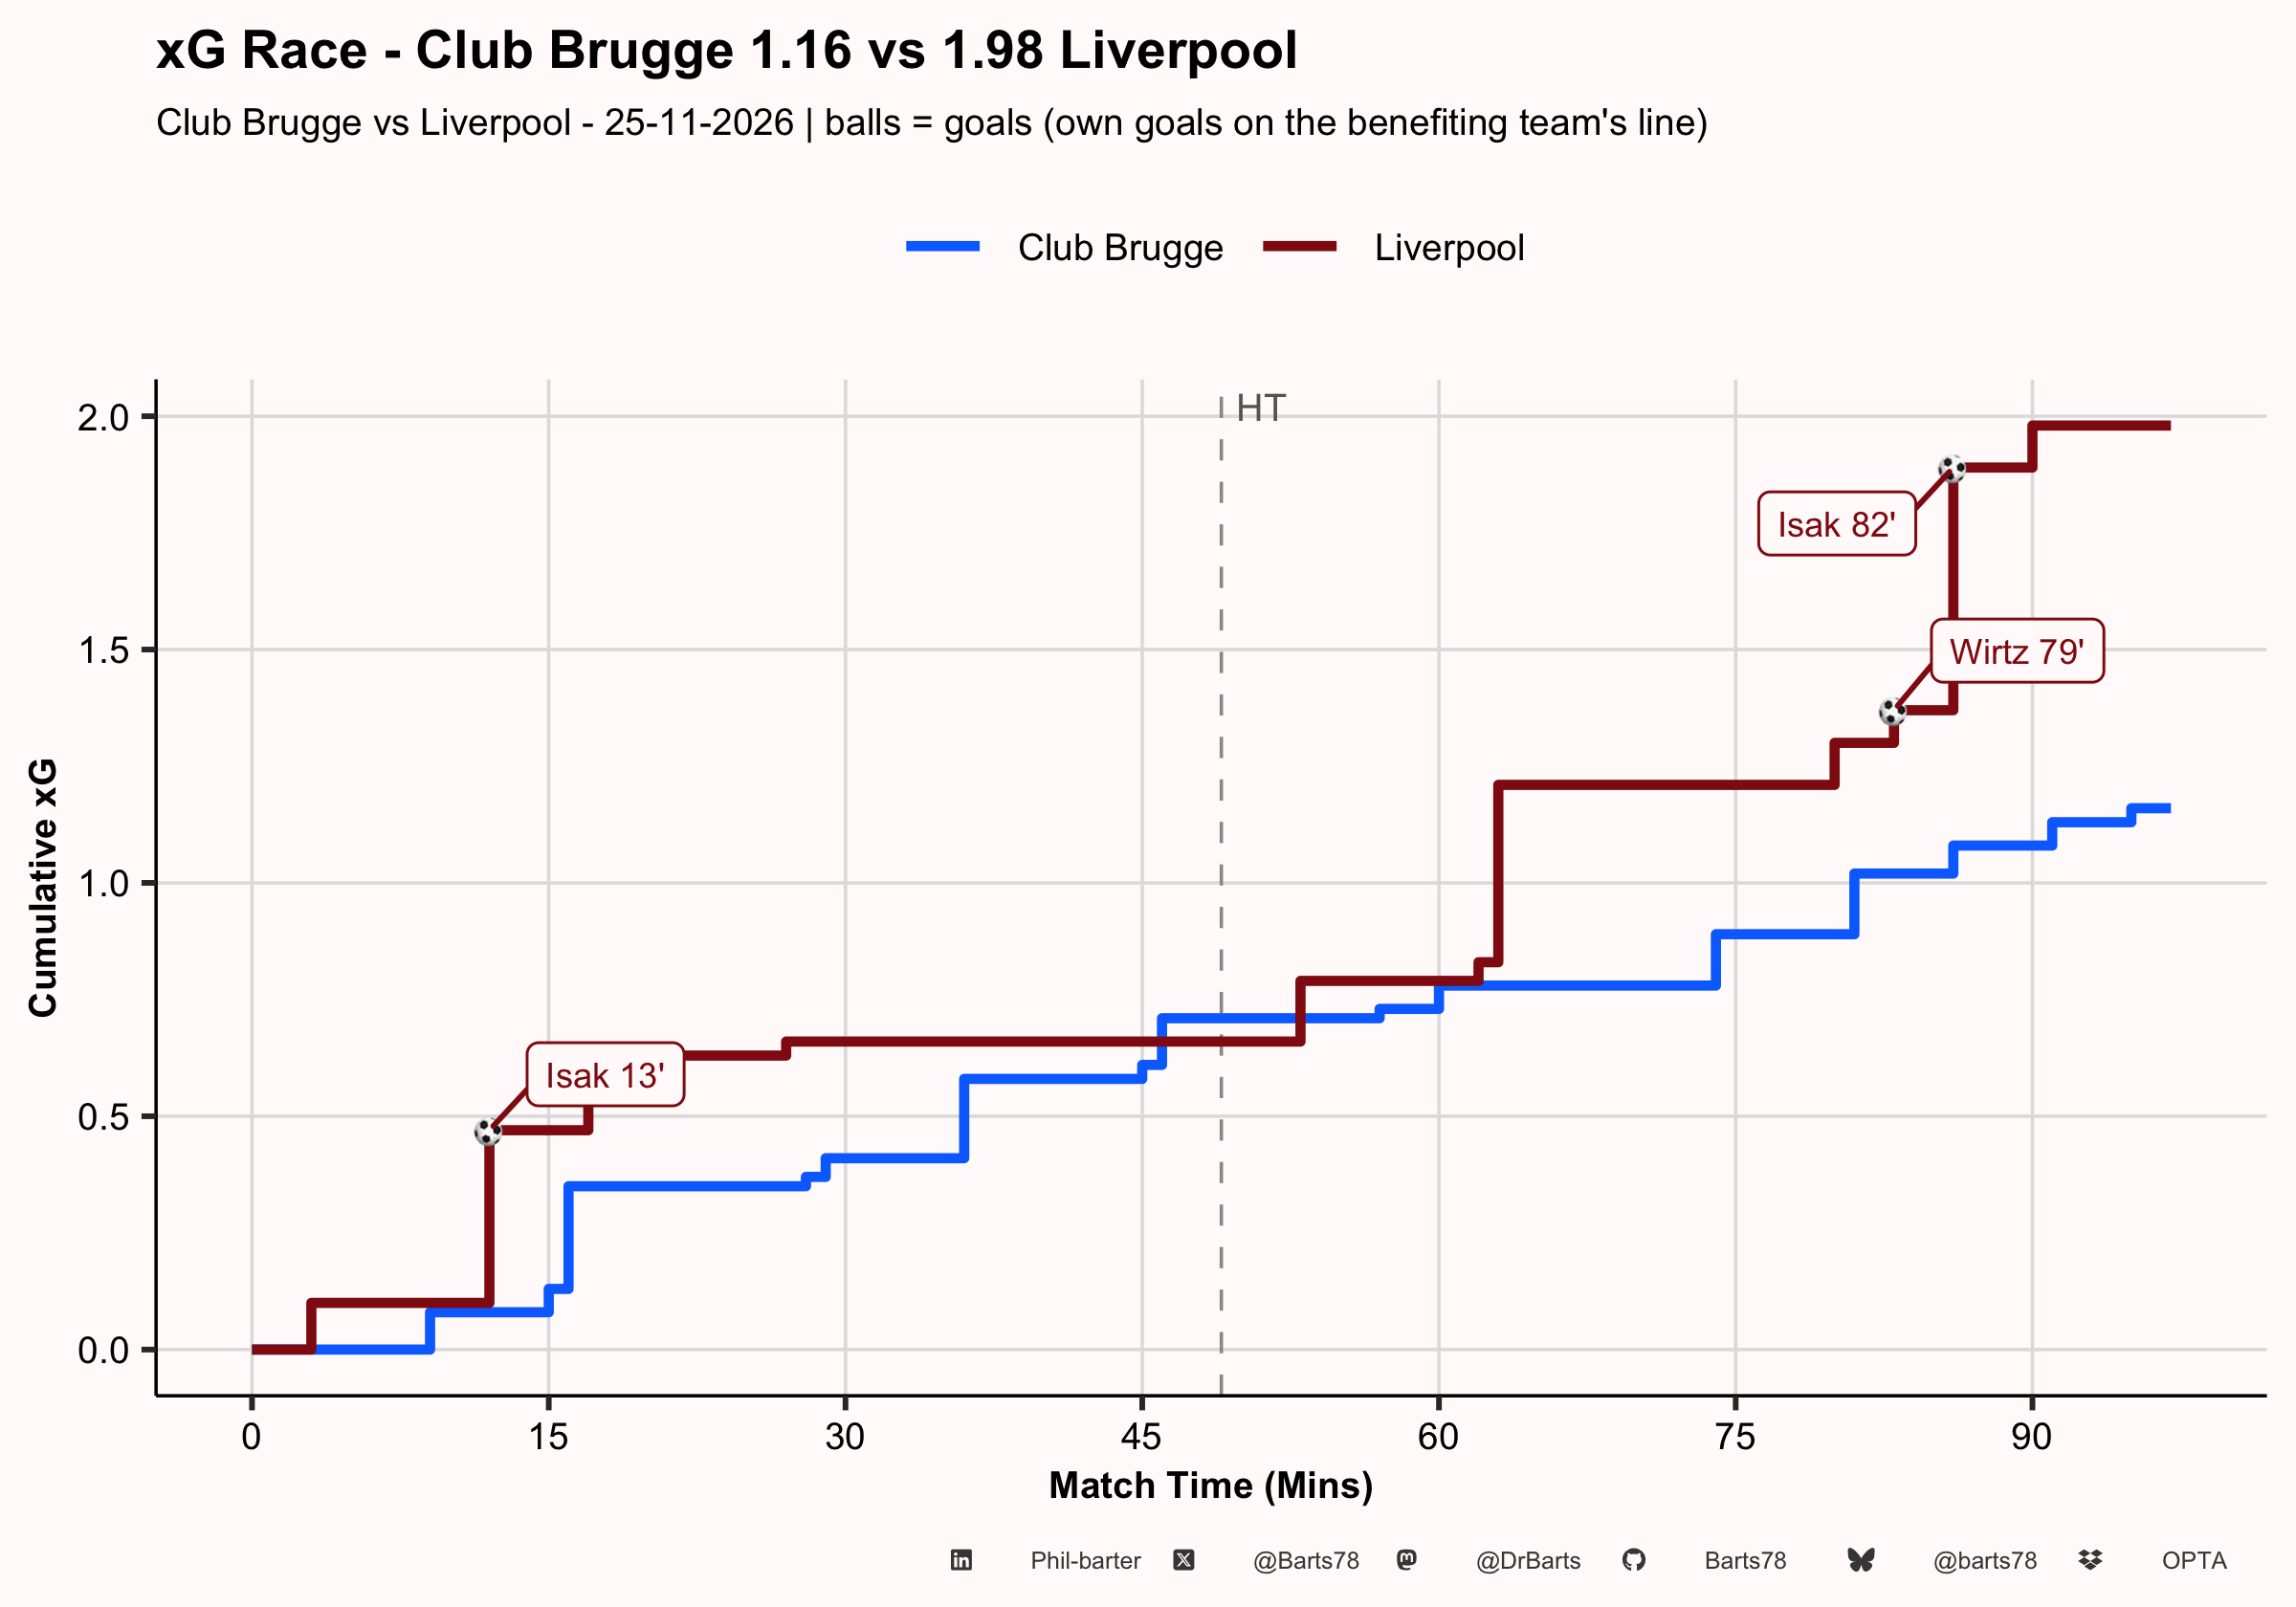 xG Race - Club Brugge 1.16 vs 1.98 Liverpool
Club Brugge vs Liverpool - 25-11-2026 | balls = goals (own goals on the benefiting team's line)
Club Brugge Liverpool
HT
2.0
1.5
1.0
0.5
0.0
Cumulative xG
Isak 82'
Wirtz 79'
Isak 13'
0 15 30 45 60 75 90
Match Time (Mins)
Phil-barter @Barts78 @DrBarts Barts78 @barts78 OPTA